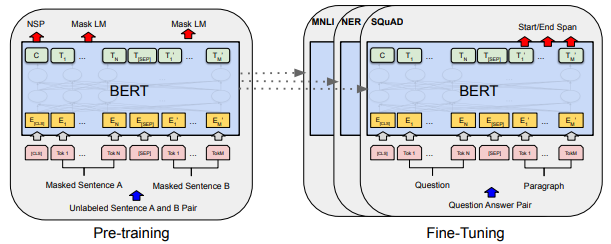 NSP Mask LM Mask LM
C T1 ... TN T[SEP] T1' ... TM'
BERT
E[CLS] E1 ... EN E[SEP] E1' ... EM'
[CLS] Tok 1 ... Tok N [SEP] Tok 1 ... TokM
Masked Sentence A Masked Sentence B
Unlabeled Sentence A and B Pair
Pre-training
MNLI NER SQuAD
Start/End Span
C T1 ... TN T[SEP] T1' ... TM'
BERT
E[CLS] E1 ... EN E[SEP] E1' ... EM'
[CLS] Tok 1 ... Tok N [SEP] Tok 1 ... TokM
Question Paragraph
Question Answer Pair
Fine-Tuning